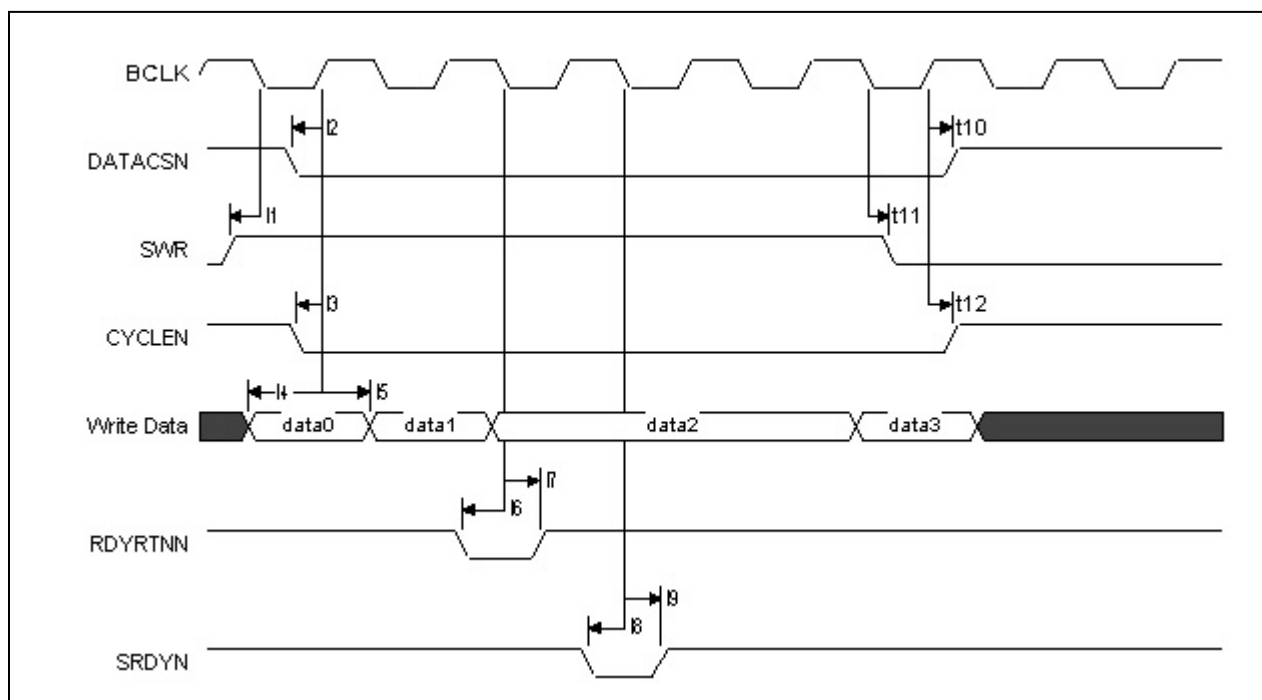 BCLK
t2
t10
DATACSN
t1
t11
SWR
t3
t12
CYCLEN
t4
t5
Write Data
data0
data1
data2
data3
t7
t6
RDYRTNN
t9
t8
SRDYN